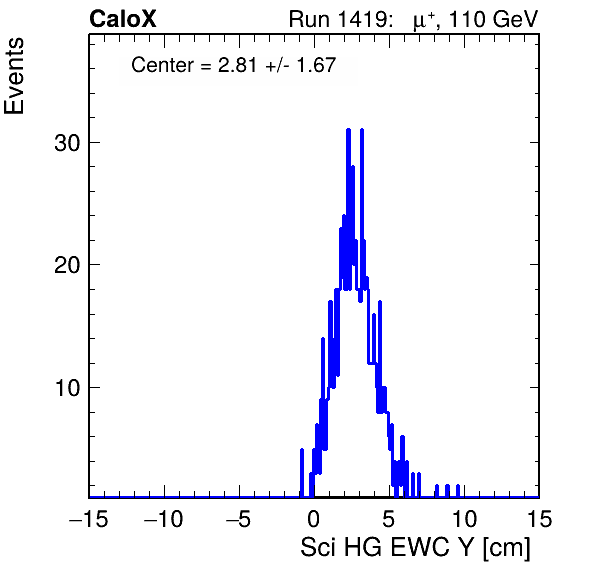 CaloX
Run 1419: μ+, 110 GeV
Events
Center = 2.81 +/- 1.67
30
20
10
−15 −10 −5 0 5 10 15
Sci HG EWC Y [cm]